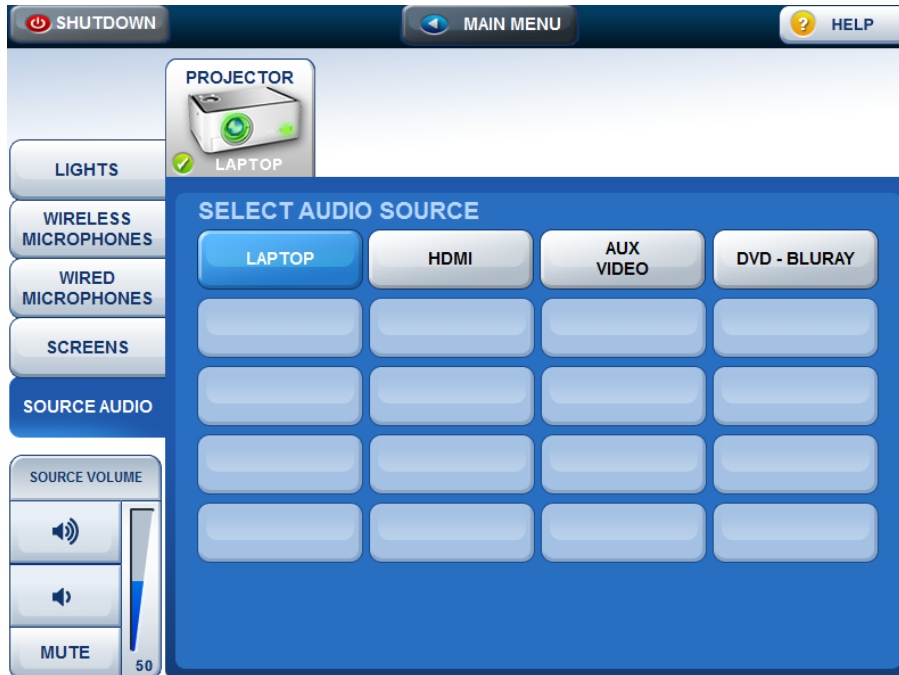 SHUTDOWN
MAIN MENU
HELP
PROJECTOR
LAPTOP
LIGHTS
WIRELESS
MICROPHONES
WIRED
MICROPHONES
SCREENS
SOURCE AUDIO
SELECT AUDIO SOURCE
LAPTOP
HDMI
AUX
VIDEO
DVD - BLURAY
SOURCE VOLUME
MUTE
50